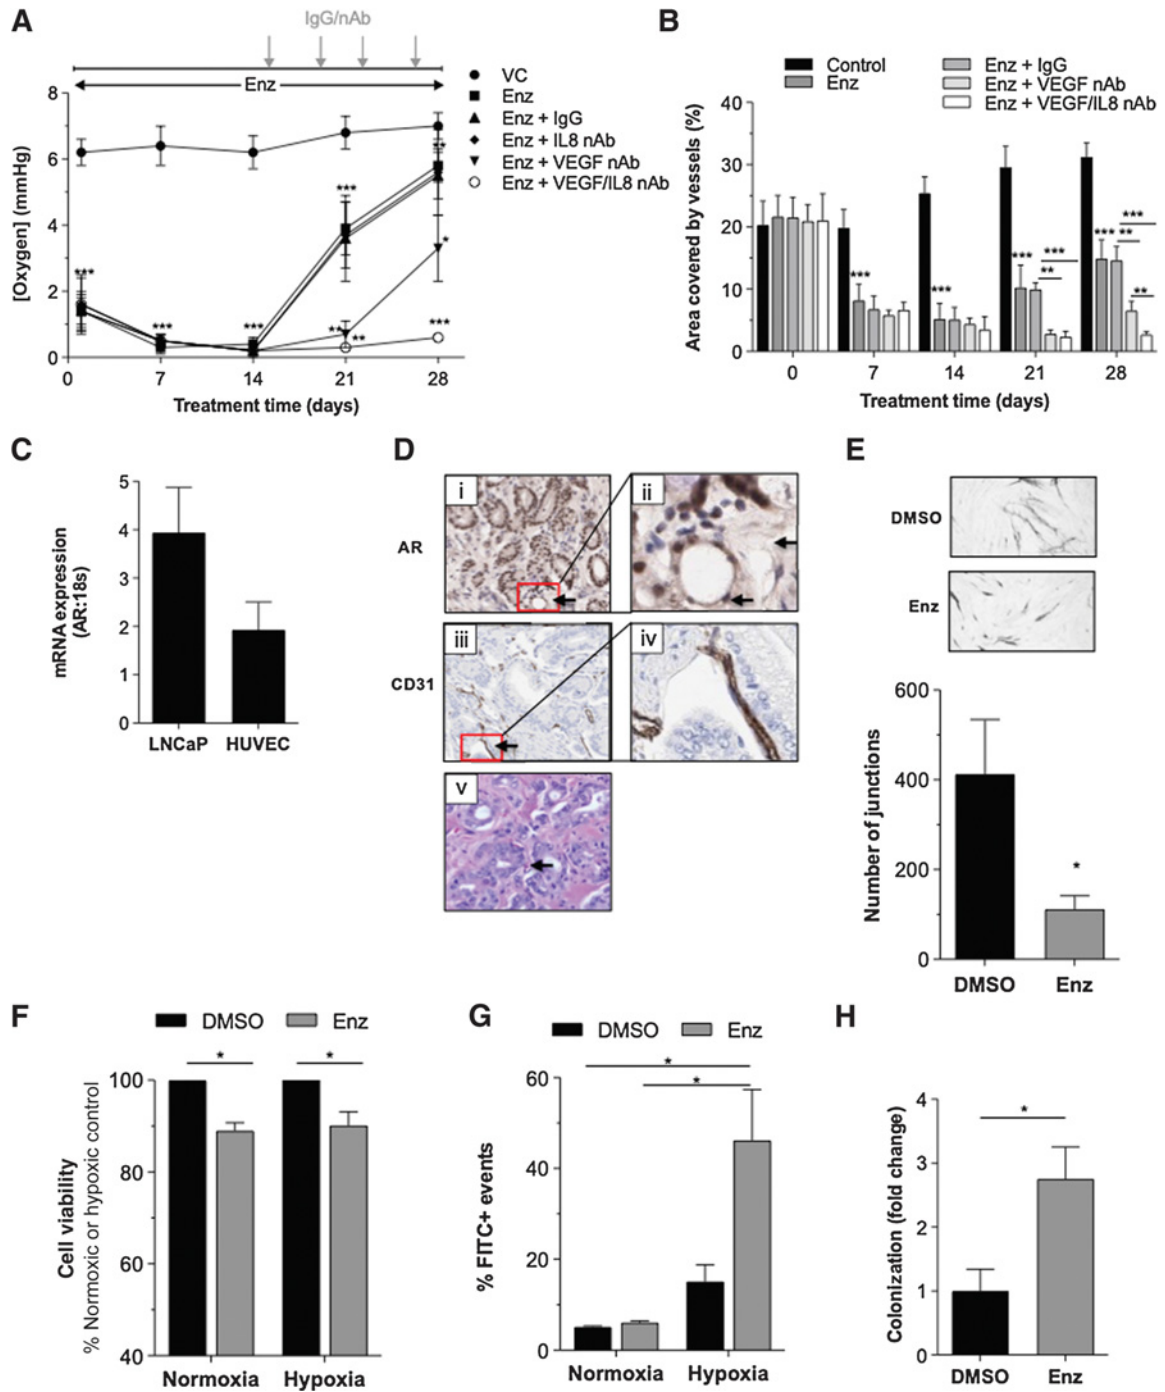 A
IgG/nAb
Enz
[Oxygen] (mmHg)
8
6
4
2
0
***
***
***
***
**
**
**
*
***
0 7 14 21 28
Treatment time (days)
VC
Enz
Enz + IgG
Enz + IL8 nAb
Enz + VEGF nAb
Enz + VEGF/IL8 nAb
B
Control
Enz
Enz + IgG
Enz + VEGF nAb
Enz + VEGF/IL8 nAb
Area covered by vessels (%)
40
30
20
10
0
***
***
***
***
**
***
***
**
**
0 7 14 21 28
Treatment time (days)
C
mRNA expression
(AR:18s)
5
4
3
2
1
0
LNCaP HUVEC
D
AR
i
ii
CD31
iii
iv
v
E
DMSO
Enz
Number of junctions
600
400
200
0
*
DMSO Enz
F
DMSO Enz
Cell viability
% Normoxic or hypoxic control
100
80
60
40
* *
Normoxia Hypoxia
G
DMSO Enz
% FITC+ events
60
40
20
0
*
*
Normoxia Hypoxia
H
Colonization (fold change)
4
3
2
1
0
*
DMSO Enz